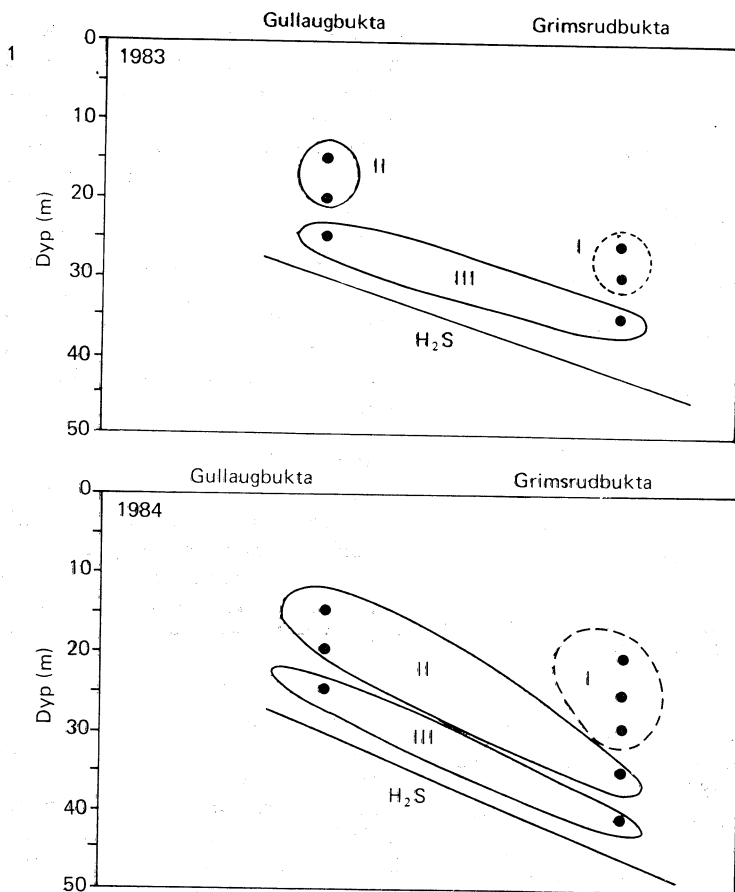 Gullaugbukta Grimsrudbukta
1
1983
0
10
20
30
40
50
Dyp (m)
II
I
III
H₂S
Gullaugbukta Grimsrudbukta
1984
0
10
20
30
40
50
Dyp (m)
II
I
III
H₂S